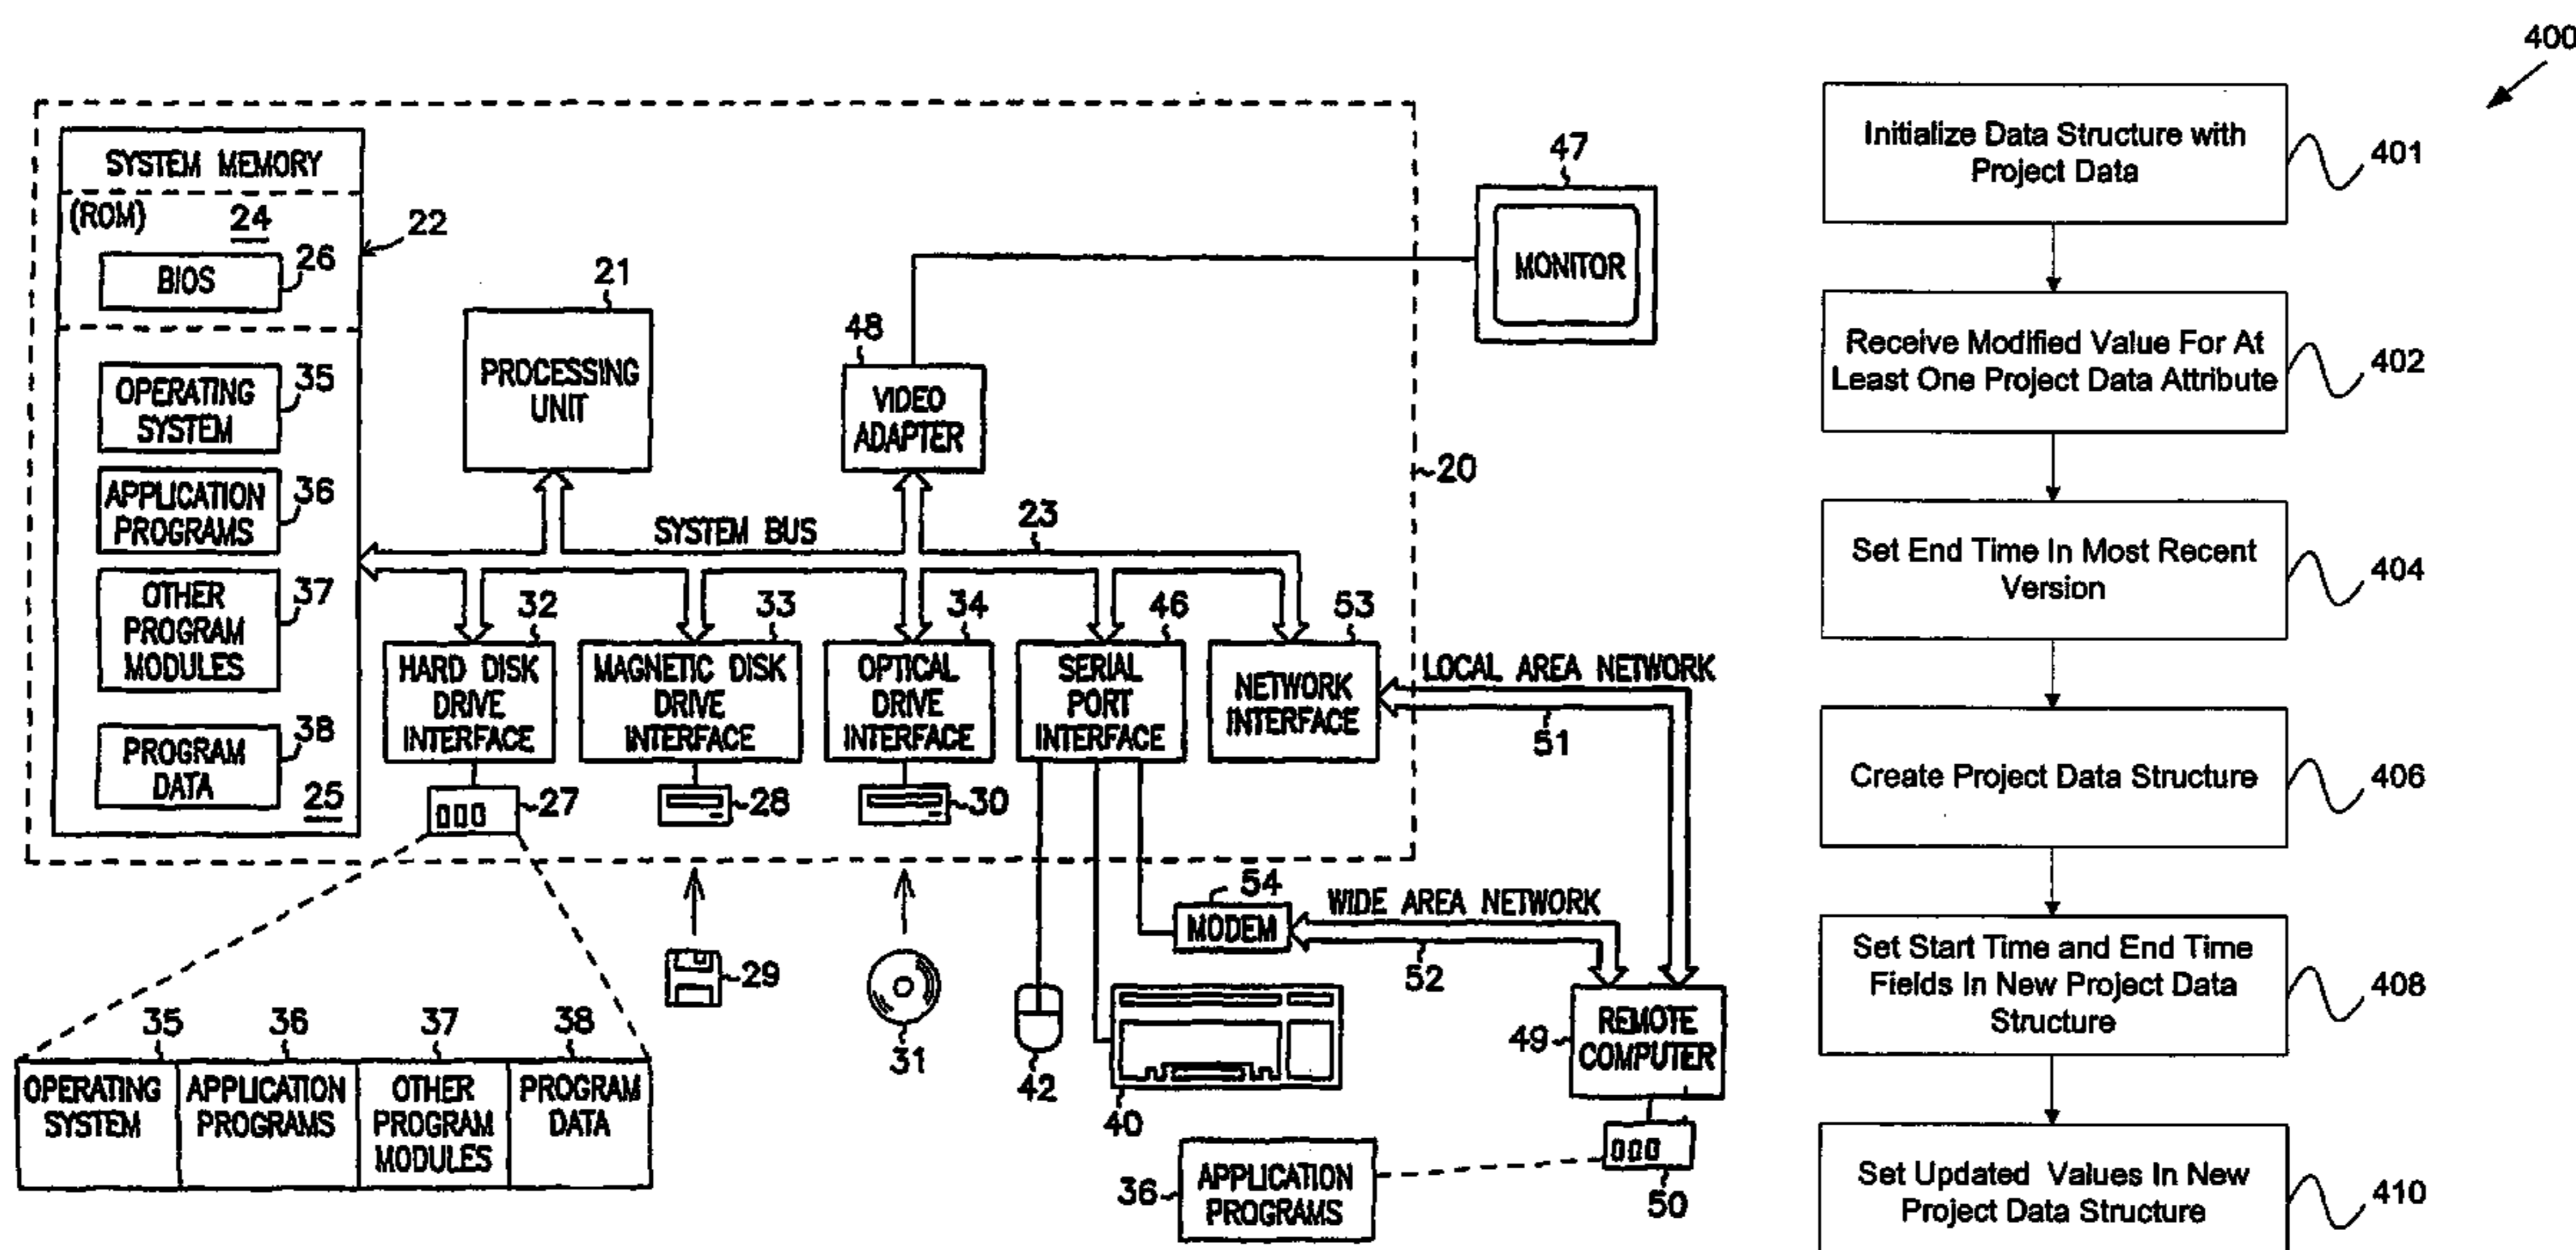 400
SYSTEM MEMORY
(ROM)
24
22
BIOS
26
OPERATING
SYSTEM
35
APPLICATION
PROGRAMS
36
OTHER
PROGRAM
MODULES
37
PROGRAM
DATA
38
25
21
PROCESSING
UNIT
48
VIDEO
ADAPTER
47
MONITOR
20
SYSTEM BUS
23
32
HARD DISK
DRIVE
INTERFACE
33
MAGNETIC DISK
DRIVE
INTERFACE
34
OPTICAL
DRIVE
INTERFACE
46
SERIAL
PORT
INTERFACE
53
NETWORK
INTERFACE
LOCAL AREA NETWORK
51
27
28
30
29
31
42
40
54
MODEM
WIDE AREA NETWORK
52
49
REMOTE
COMPUTER
50
36
APPLICATION
PROGRAMS
35
OPERATING
SYSTEM
36
APPLICATION
PROGRAMS
37
OTHER
PROGRAM
MODULES
38
PROGRAM
DATA
Initialize Data Structure with
Project Data
401
Receive Modified Value For At
Least One Project Data Attribute
402
Set End Time In Most Recent
Version
404
Create Project Data Structure
406
Set Start Time and End Time
Fields In New Project Data
Structure
408
Set Updated Values In New
Project Data Structure
410